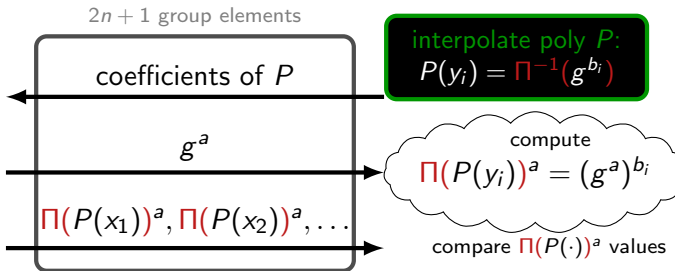 2n + 1 group elements
interpolate poly P:
P(y_i) = Π^{-1}(g^{b_i})
coefficients of P
g^a
compute
Π(P(y_i))^a = (g^a)^{b_i}
Π(P(x_1))^a, Π(P(x_2))^a, ...
compare Π(P(·))^a values